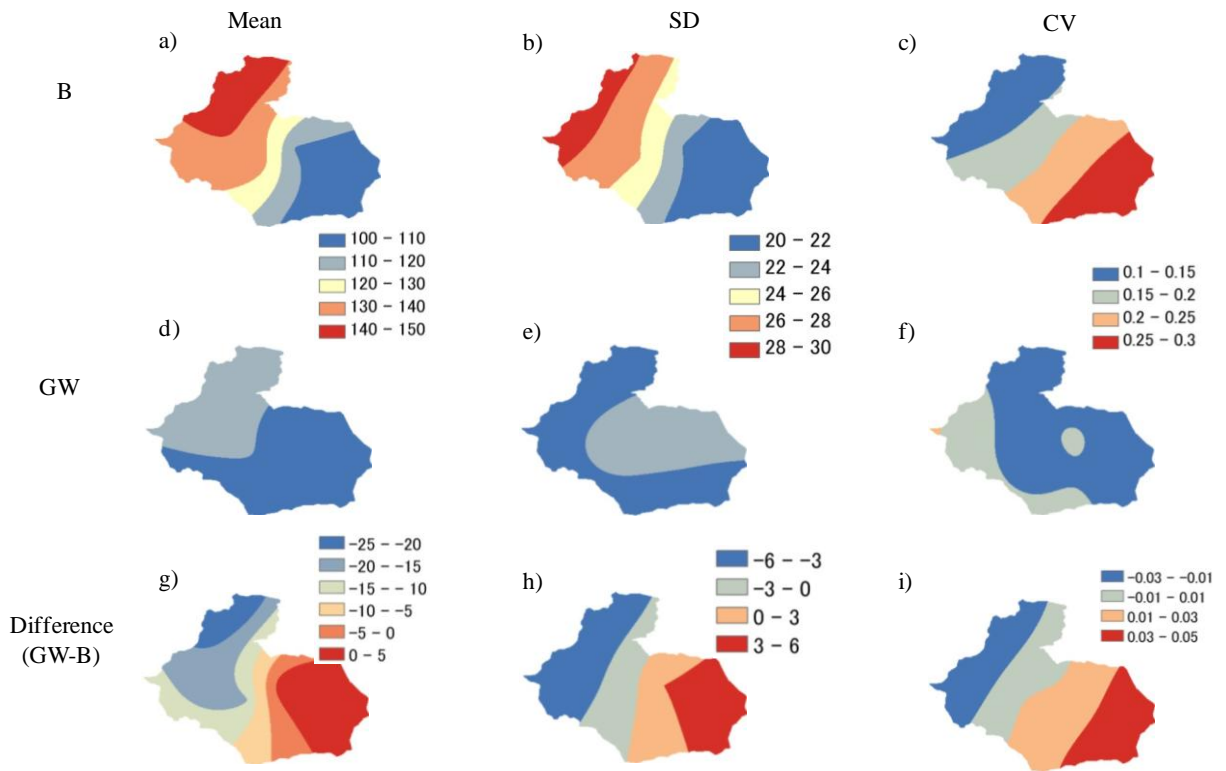 Mean
SD
CV
a)
b)
c)
B
100 - 110
110 - 120
120 - 130
130 - 140
140 - 150
20 - 22
22 - 24
24 - 26
26 - 28
28 - 30
0.1 - 0.15
0.15 - 0.2
0.2 - 0.25
0.25 - 0.3
d)
e)
f)
GW
g)
h)
i)
-25 - -20
-20 - -15
-15 - -10
-10 - -5
-5 - 0
0 - 5
-6 - -3
-3 - 0
0 - 3
3 - 6
-0.03 - -0.01
-0.01 - 0.01
0.01 - 0.03
0.03 - 0.05
Difference
(GW-B)